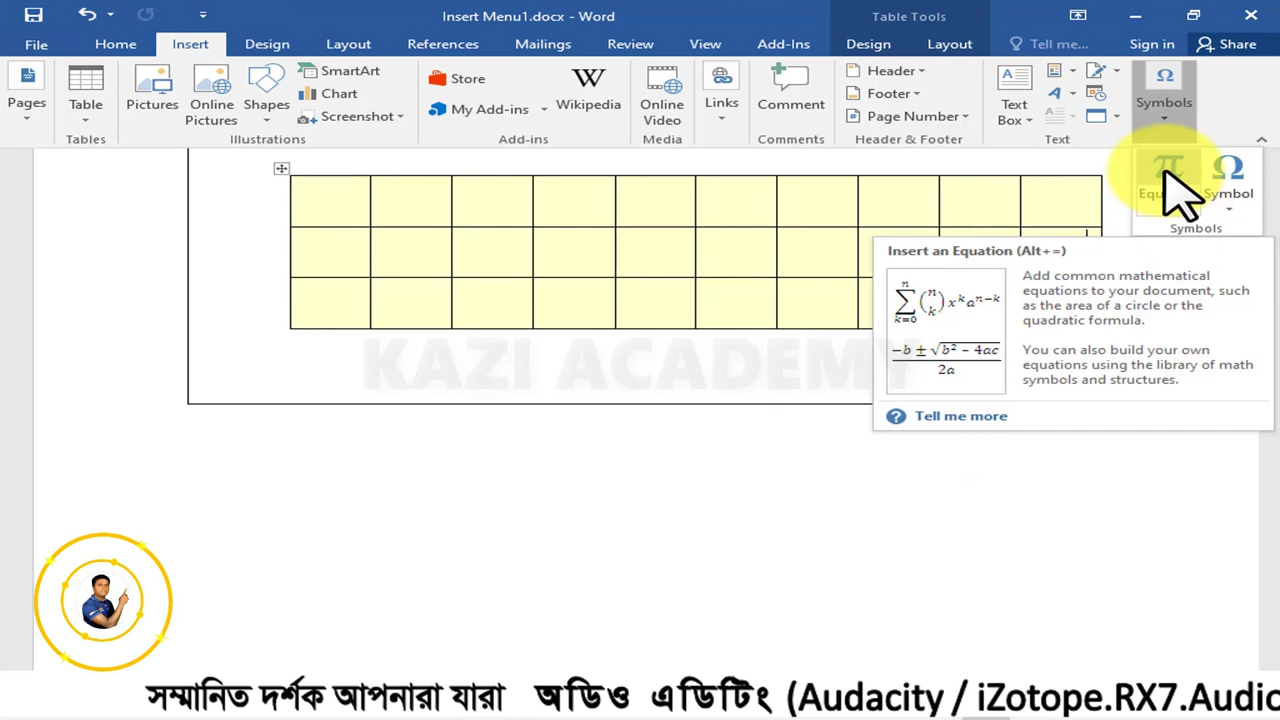 Insert Menu1.docx - Word
Table Tools
File Home Insert Design Layout References Mailings Review View Add-Ins Design Layout Tell me... Sign in Share
Pages
Table
Tables
Pictures
Online Pictures
Shapes
SmartArt
Chart
Screenshot
Illustrations
Store
My Add-ins
W
Wikipedia
Add-ins
Online Video
Media
Links
Comment
Comments
Header
Footer
Page Number
Header & Footer
A
Text Box
Text
Ω
Symbols
π Ω
Equ Symbol
Symbols
Insert an Equation (Alt+=)
n∑k=0 (n k) x^k a^n−k
−b ± √b² − 4ac
2a
Add common mathematical
equations to your document, such
as the area of a circle or the
quadratic formula.
You can also build your own
equations using the library of math
symbols and structures.
? Tell me more
KAZI ACADEMY
সম্মানিত দর্শক আপনারা যারা অডিও এডিটিং (Audacity / iZotope.RX7.Audio